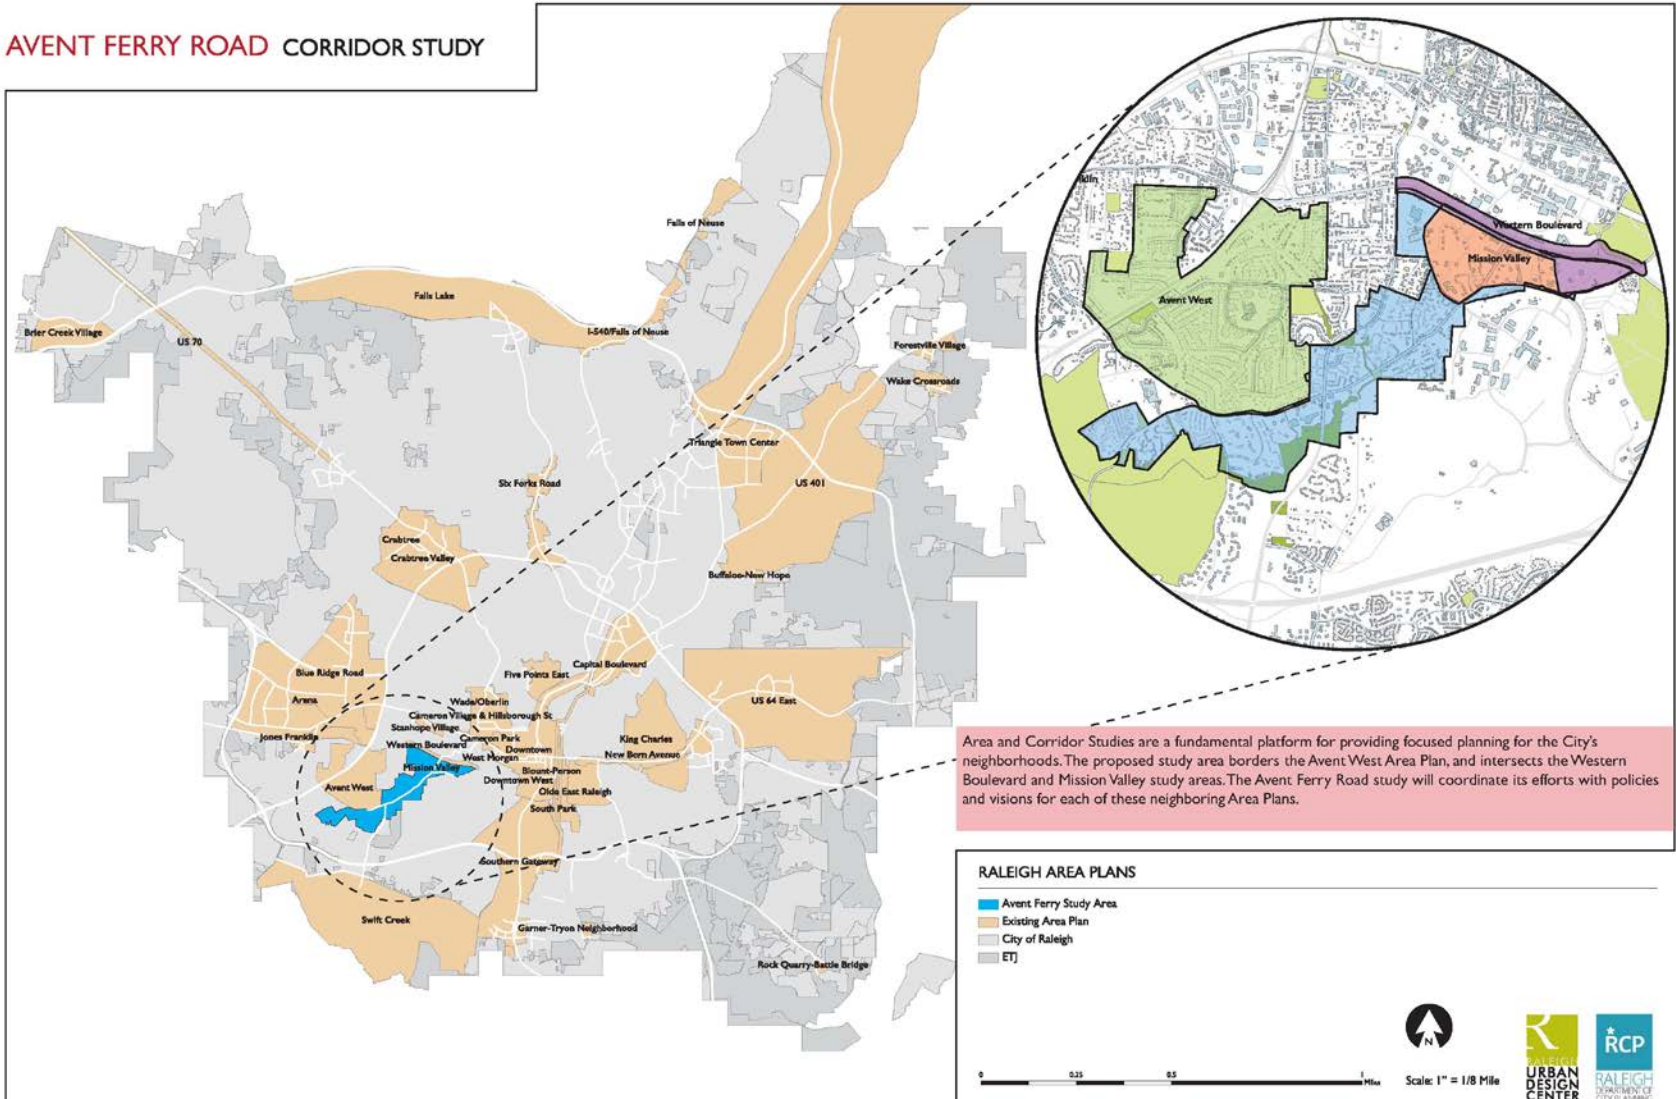 AVENT FERRY ROAD CORRIDOR STUDY
Falls of Neuse
Falls Lake
I-540/Falls of Neuse
Brier Creek Village
US 70
Forestville Village
Wake Crossroads
Triangle Town Center
US 401
Six Forks Road
Crabtree
Crabtree Valley
Buffaloe-New Hope
Capital Boulevard
Five Points East
Blue Ridge Road
Arena
US 64 East
Wade/Oberlin
Cameron Village & Hillsborough St
Stanhope Village
Cameron Park
King Charles
Jones Franklin
Western Boulevard
Downtown
New Bern Avenue
West Morgan
Mission Valley
Blount-Person
Downtown West
Avent West
Olde East Raleigh
South Park
Southern Gateway
Swift Creek
Garner-Tryon Neighborhood
Rock Quarry-Battle Bridge
klin
Western Boulevard
Mission Valley
Avent West
Area and Corridor Studies are a fundamental platform for providing focused planning for the City's
neighborhoods. The proposed study area borders the Avent West Area Plan, and intersects the Western
Boulevard and Mission Valley study areas. The Avent Ferry Road study will coordinate its efforts with policies
and visions for each of these neighboring Area Plans.
RALEIGH AREA PLANS
Avent Ferry Study Area
Existing Area Plan
City of Raleigh
ETJ
0 0.25 0.5 1 Miles
N
Scale: 1" = 1/8 Mile
R
RALEIGH
URBAN
DESIGN
CENTER
RCP
RALEIGH
DEPARTMENT OF
CITY PLANNING